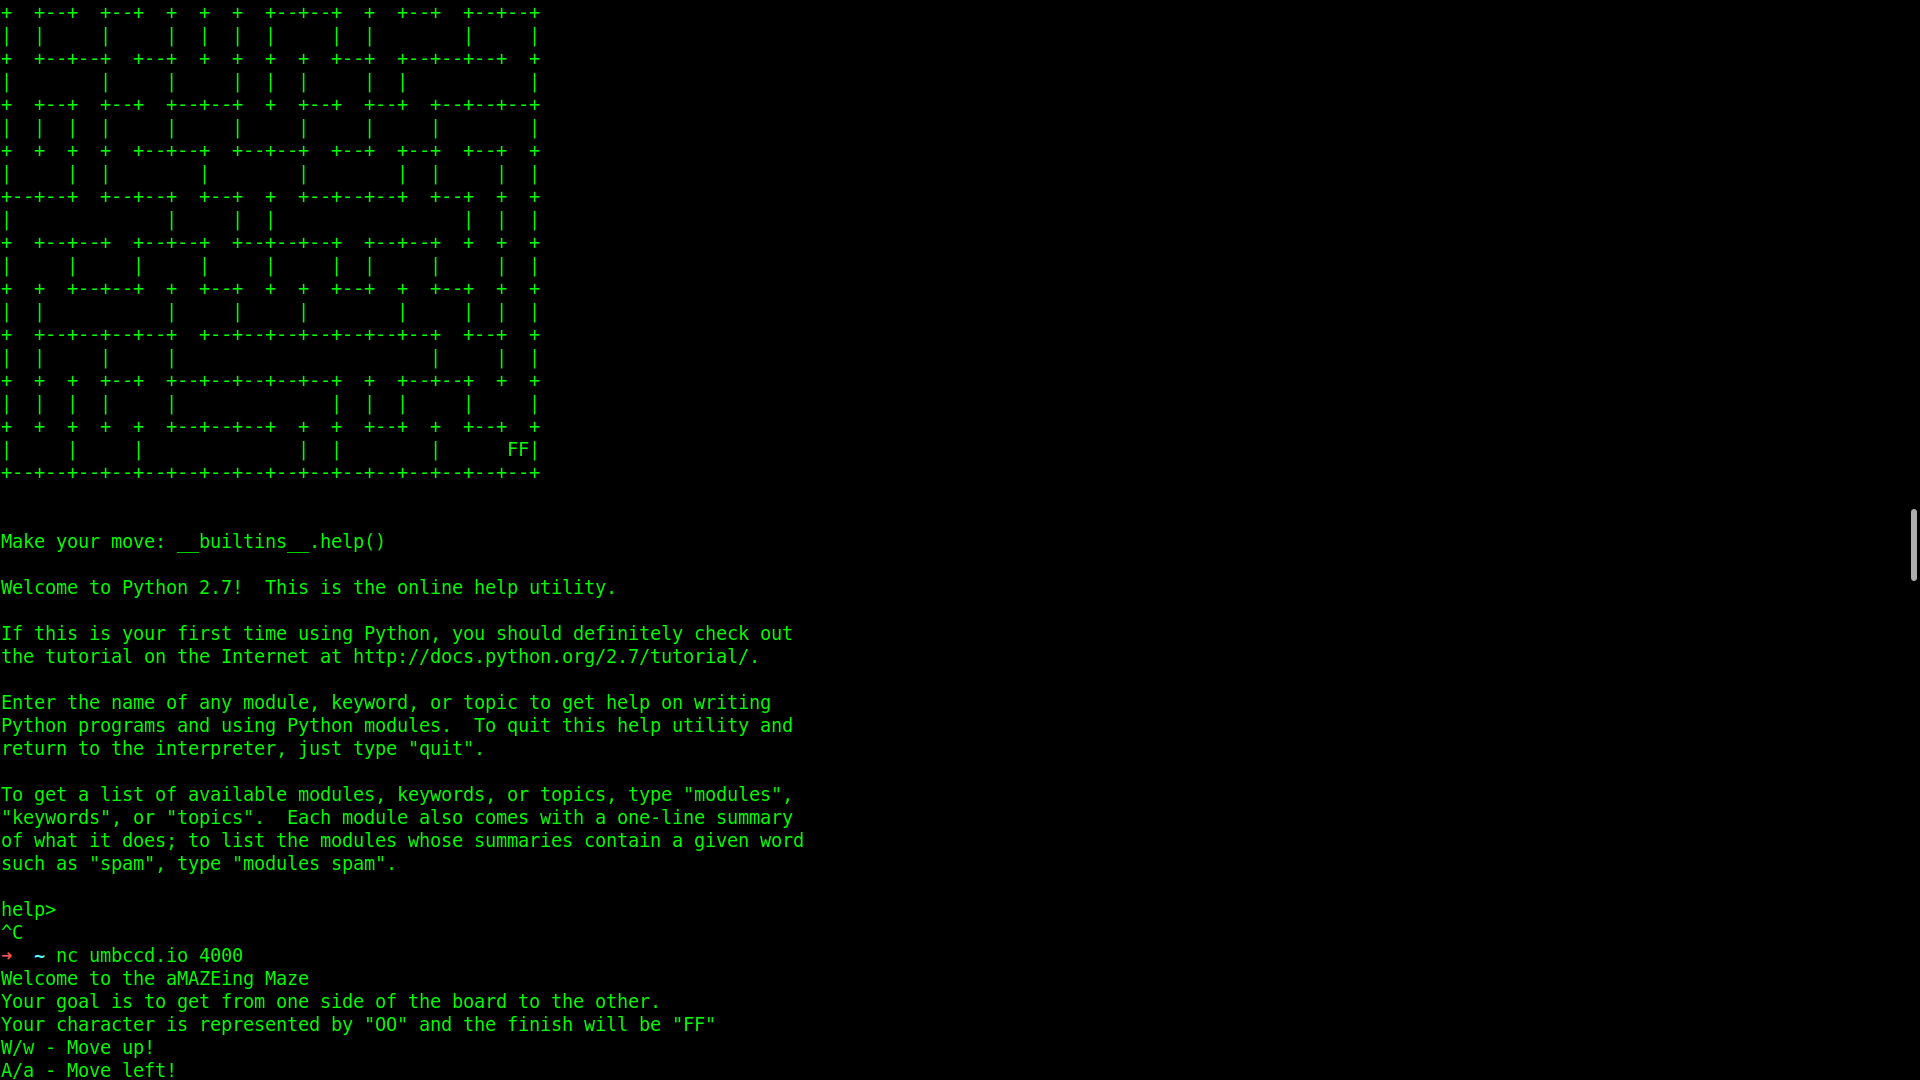 +  +--+  +--+  +  +  +  +--+--+  +  +--+  +--+--+
|  |     |     |  |  |  |     |  |        |     |
+  +--+--+  +--+  +  +  +  +  +--+  +--+--+--+  +
|        |     |     |  |  |     |  |           |
+  +--+  +--+  +--+--+  +  +--+  +--+  +--+--+--+
|  |  |  |     |     |     |     |     |        |
+  +  +  +  +--+--+  +--+--+  +--+  +--+  +--+  +
|     |  |        |        |        |  |     |  |
+--+--+  +--+--+  +--+  +  +--+--+--+  +--+  +  +
|              |     |  |                 |  |  |
+  +--+--+  +--+--+  +--+--+--+  +--+--+  +  +  +
|     |     |     |     |     |  |     |     |  |
+  +  +--+--+  +  +--+  +  +  +--+  +  +--+  +  +
|  |           |     |     |        |     |  |  |
+  +--+--+--+--+  +--+--+--+--+--+--+--+  +--+  +
|  |     |     |                       |     |  |
+  +  +  +--+  +--+--+--+--+--+  +  +--+--+  +  +
|  |  |  |     |              |  |  |     |     |
+  +  +  +  +  +--+--+--+  +  +  +--+  +  +--+  +
|     |     |              |  |        |      FF|
+--+--+--+--+--+--+--+--+--+--+--+--+--+--+--+--+
Make your move: __builtins__.help()
Welcome to Python 2.7!  This is the online help utility.
If this is your first time using Python, you should definitely check out
the tutorial on the Internet at http://docs.python.org/2.7/tutorial/.
Enter the name of any module, keyword, or topic to get help on writing
Python programs and using Python modules.  To quit this help utility and
return to the interpreter, just type "quit".
To get a list of available modules, keywords, or topics, type "modules",
"keywords", or "topics".  Each module also comes with a one-line summary
of what it does; to list the modules whose summaries contain a given word
such as "spam", type "modules spam".
help>
^C
➜  ~ nc umbccd.io 4000
Welcome to the aMAZEing Maze
Your goal is to get from one side of the board to the other.
Your character is represented by "OO" and the finish will be "FF"
W/w - Move up!
A/a - Move left!